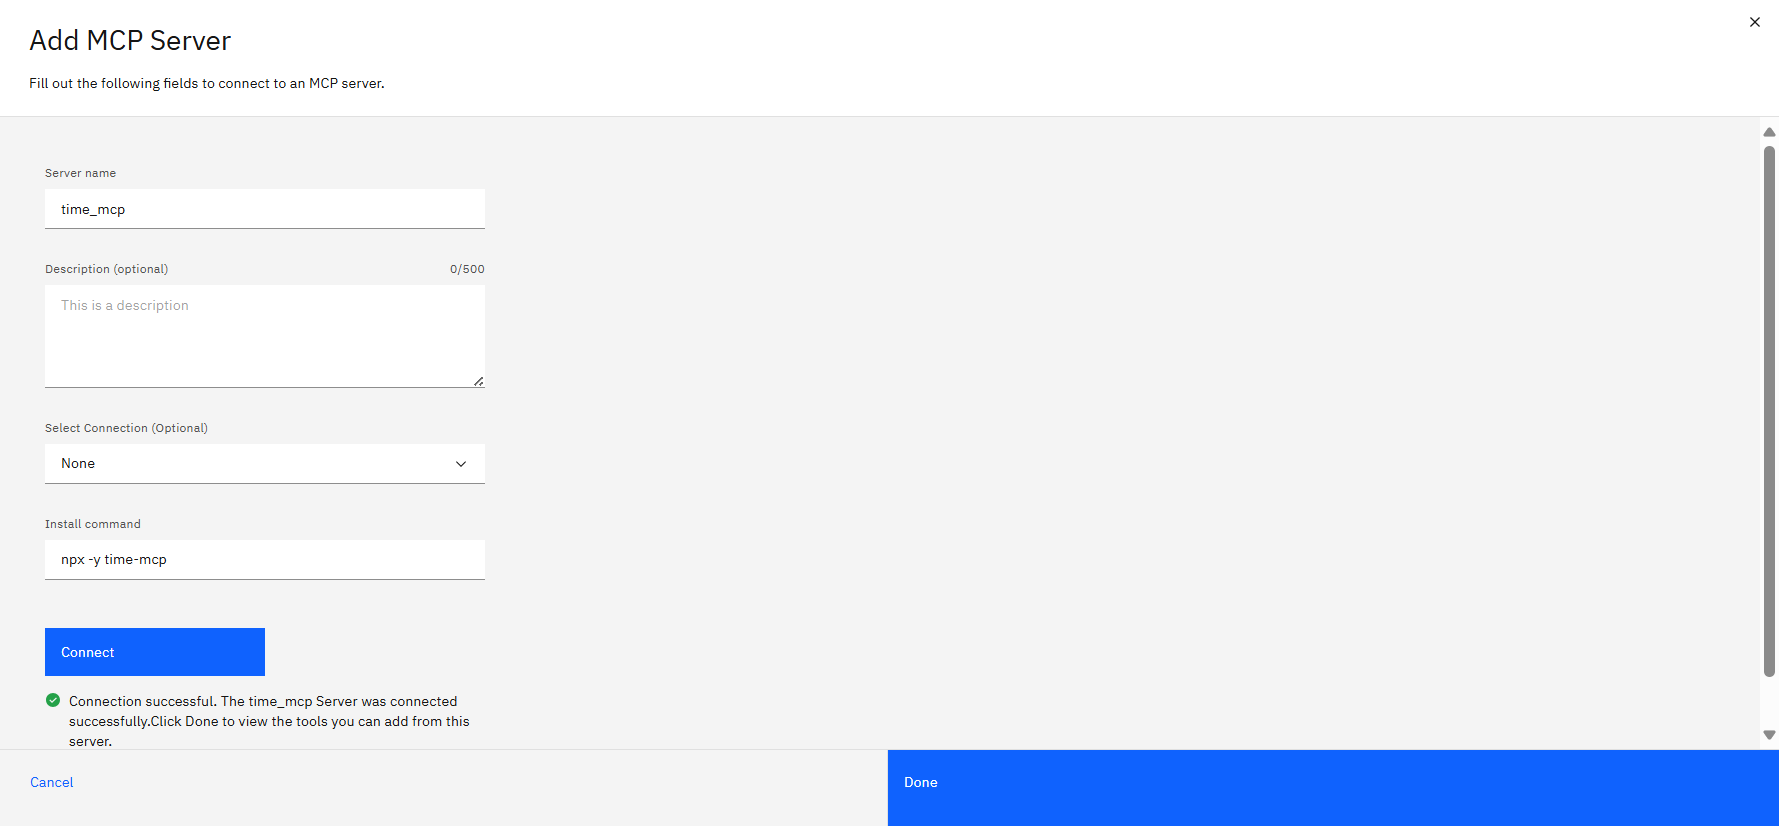 Add MCP Server
Fill out the following fields to connect to an MCP server.
Server name
time_mcp
Description (optional) 0/500
This is a description
Select Connection (Optional)
None
Install command
npx -y time-mcp
Connect
Connection successful. The time_mcp Server was connected
successfully.Click Done to view the tools you can add from this
server.
Cancel
Done